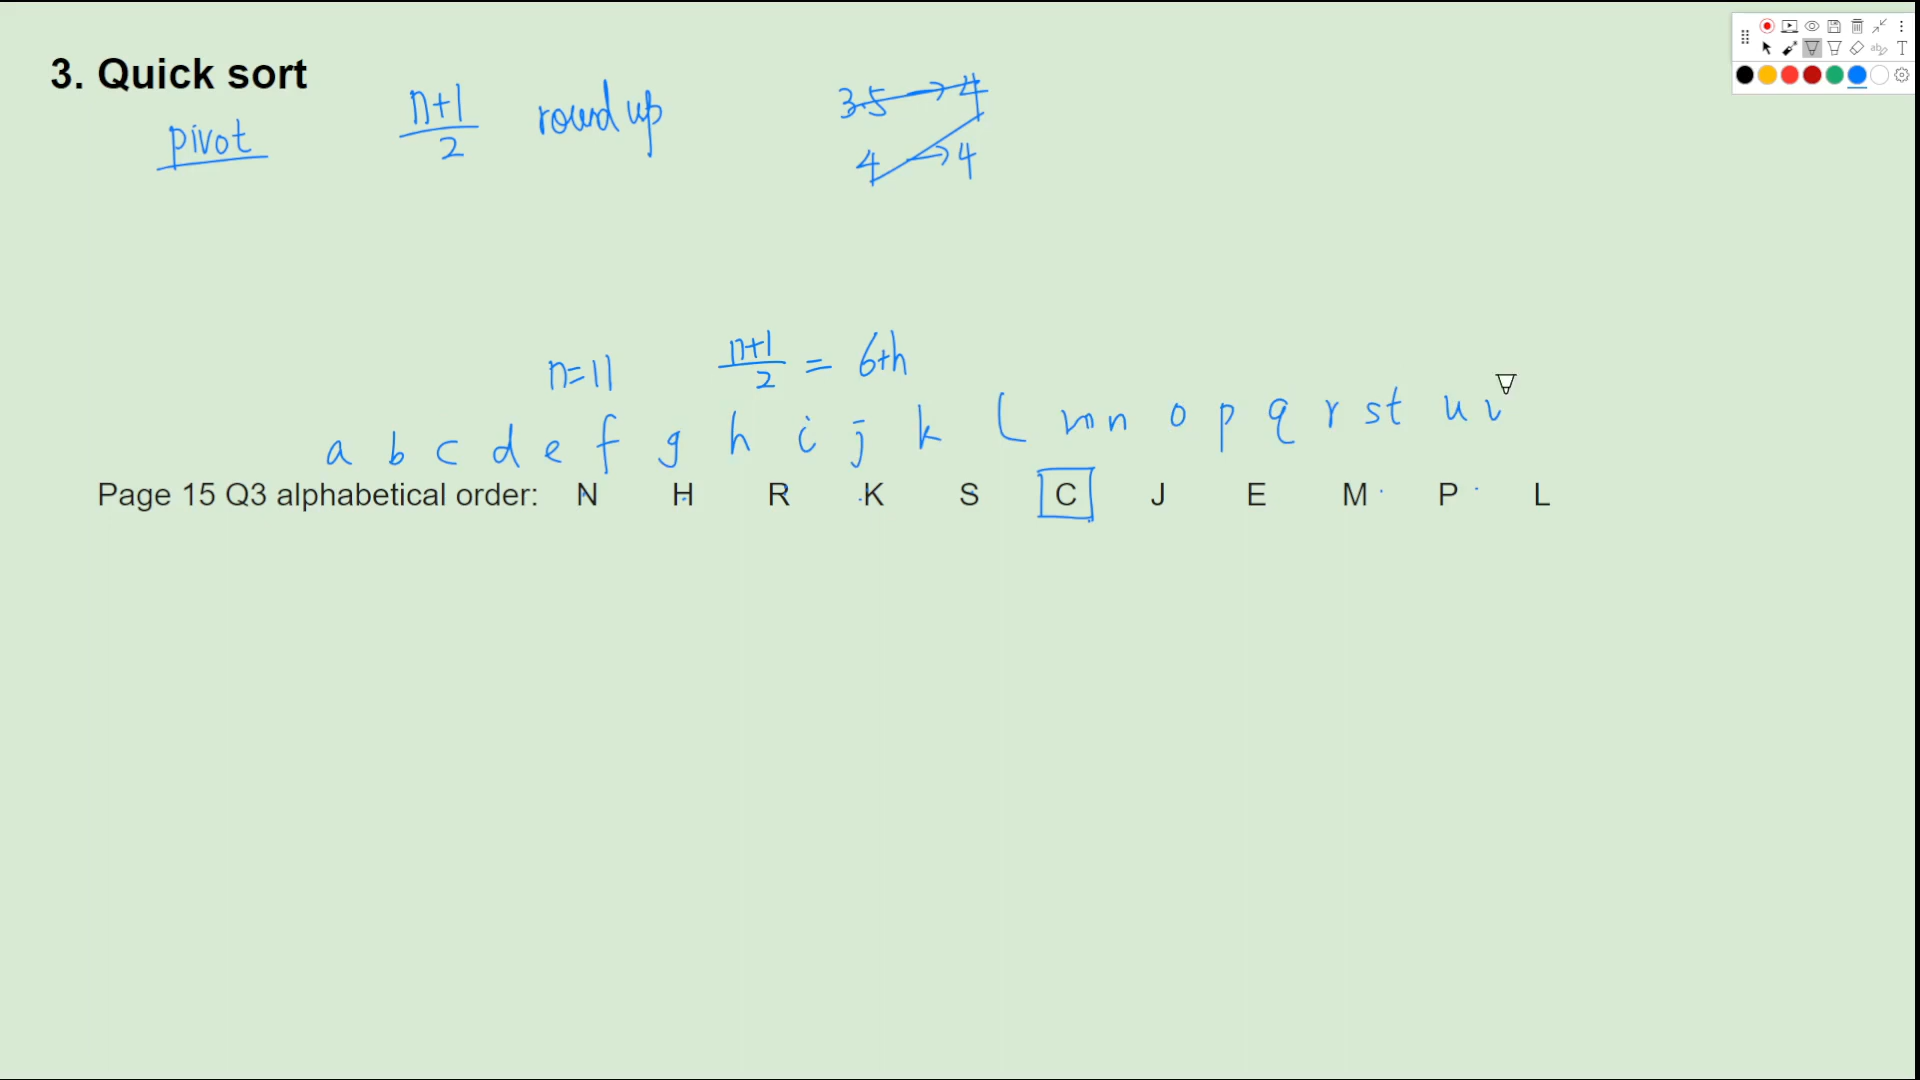 3. Quick sort
pivot
n+1
2
round up
3.5 → 4
4 → 4
n=11
n+1
2
= 6th
a b c d e f g h i j k l m n o p q r s t u v
Page 15 Q3 alphabetical order: N H R K S C J E M P L